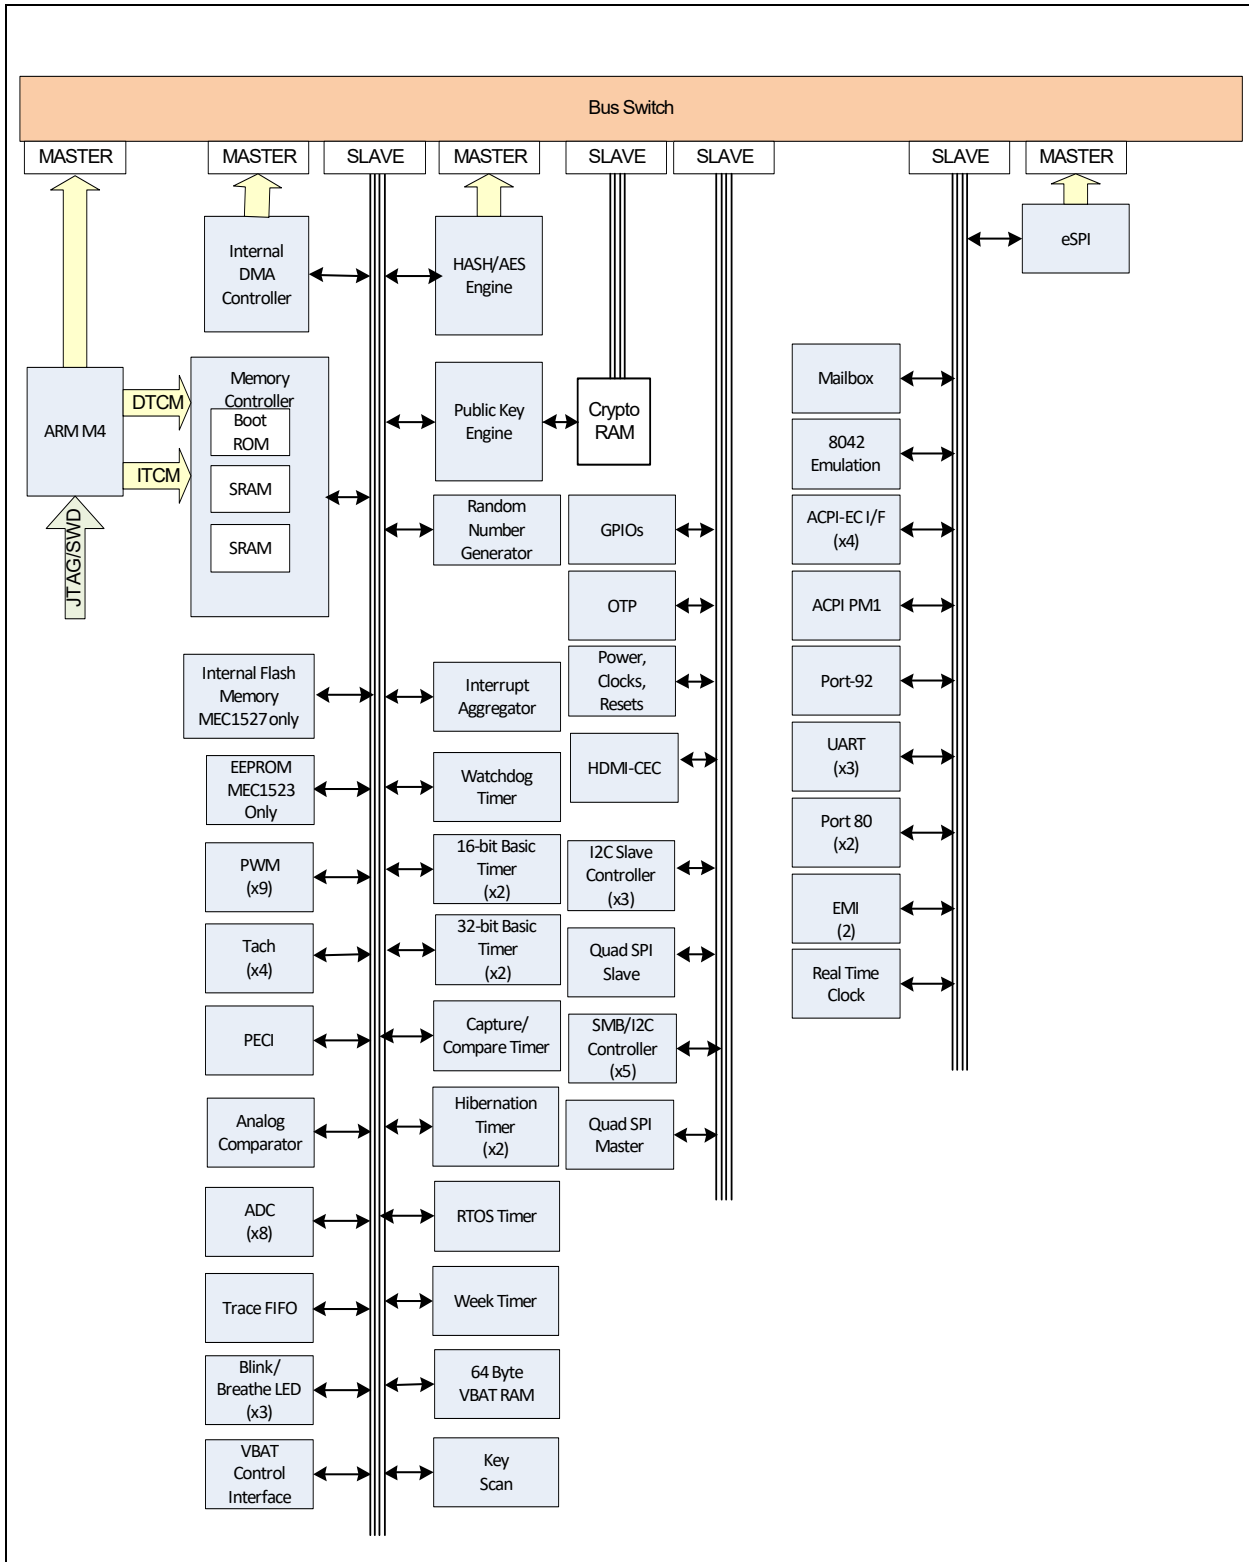 Bus Switch
MASTER
MASTER
SLAVE
MASTER
SLAVE
SLAVE
SLAVE
MASTER
Internal
DMA
Controller
HASH/AES
Engine
eSPI
ARM M4
DTCM
ITCM
JTAG/SWD
Memory
Controller
Boot
ROM
SRAM
SRAM
Public Key
Engine
Crypto
RAM
Random
Number
Generator
GPIOs
OTP
Power,
Clocks,
Resets
HDMI-CEC
I2C Slave
Controller
(x3)
Quad SPI
Slave
SMB/I2C
Controller
(x5)
Quad SPI
Master
Mailbox
8042
Emulation
ACPI-EC I/F
(x4)
ACPI PM1
Port-92
UART
(x3)
Port 80
(x2)
EMI
(2)
Real Time
Clock
Internal Flash
Memory
MEC1527 only
EEPROM
MEC1523
Only
PWM
(x9)
Tach
(x4)
PECI
Analog
Comparator
ADC
(x8)
Trace FIFO
Blink/
Breathe LED
(x3)
VBAT
Control
Interface
Interrupt
Aggregator
Watchdog
Timer
16-bit Basic
Timer
(x2)
32-bit Basic
Timer
(x2)
Capture/
Compare Timer
Hibernation
Timer
(x2)
RTOS Timer
Week Timer
64 Byte
VBAT RAM
Key
Scan